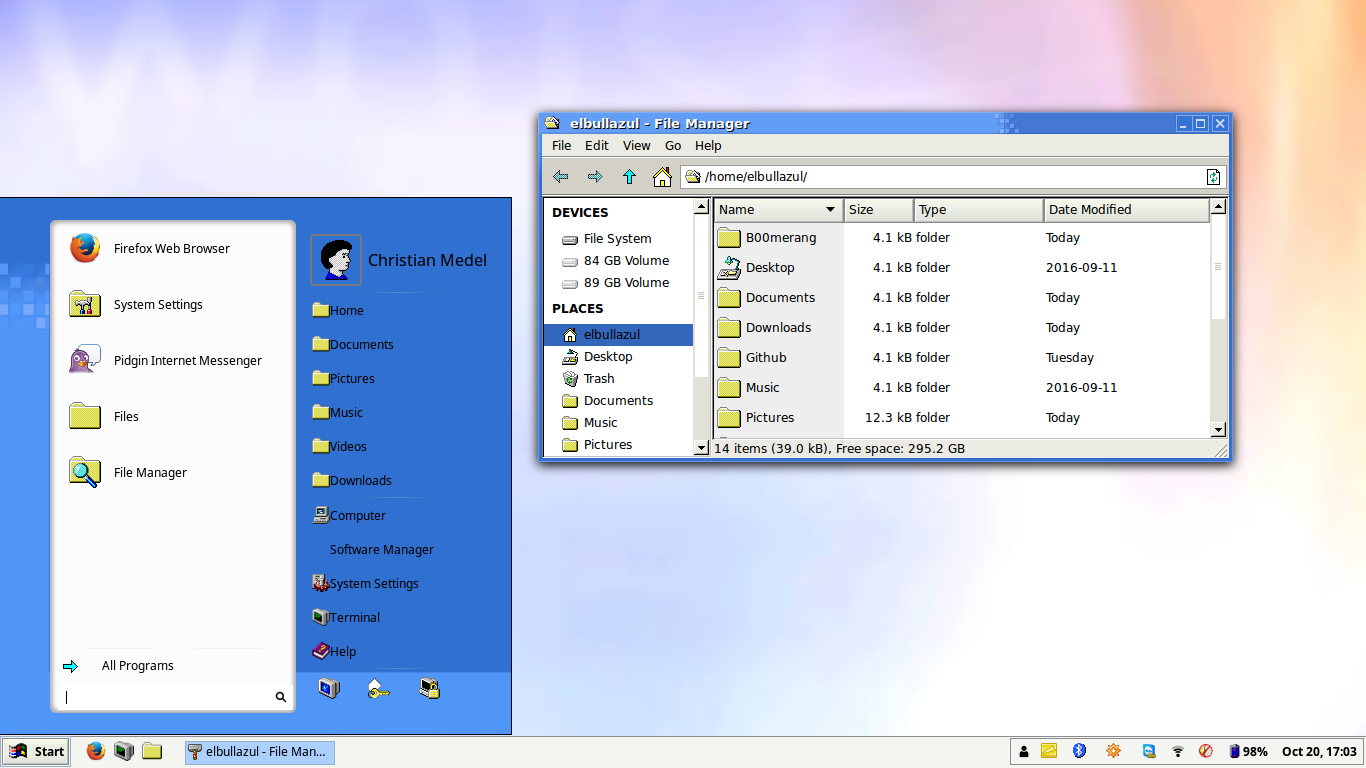 elbullazul - File Manager
File Edit View Go Help
/home/elbullazul/
DEVICES
File System
84 GB Volume
89 GB Volume
PLACES
elbullazul
Desktop
Trash
Documents
Music
Pictures
Name Size Type Date Modified
B00merang 4.1 kB folder Today
Desktop 4.1 kB folder 2016-09-11
Documents 4.1 kB folder Today
Downloads 4.1 kB folder Today
Github 4.1 kB folder Tuesday
Music 4.1 kB folder 2016-09-11
Pictures 12.3 kB folder Today
14 items (39.0 kB), Free space: 295.2 GB
Firefox Web Browser
System Settings
Pidgin Internet Messenger
Files
File Manager
All Programs
Christian Medel
Home
Documents
Pictures
Music
Videos
Downloads
Computer
Software Manager
System Settings
Terminal
Help
Start
elbullazul - File Man...
98%
Oct 20, 17:03